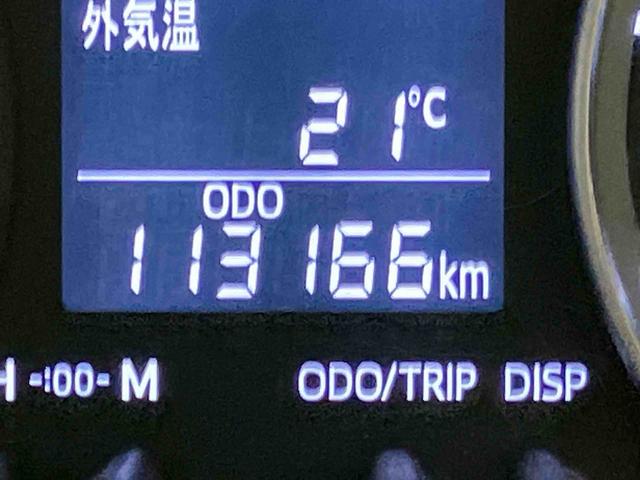 外気温
21°C
ODO
113166km
H -:00- M ODO/TRIP DISP